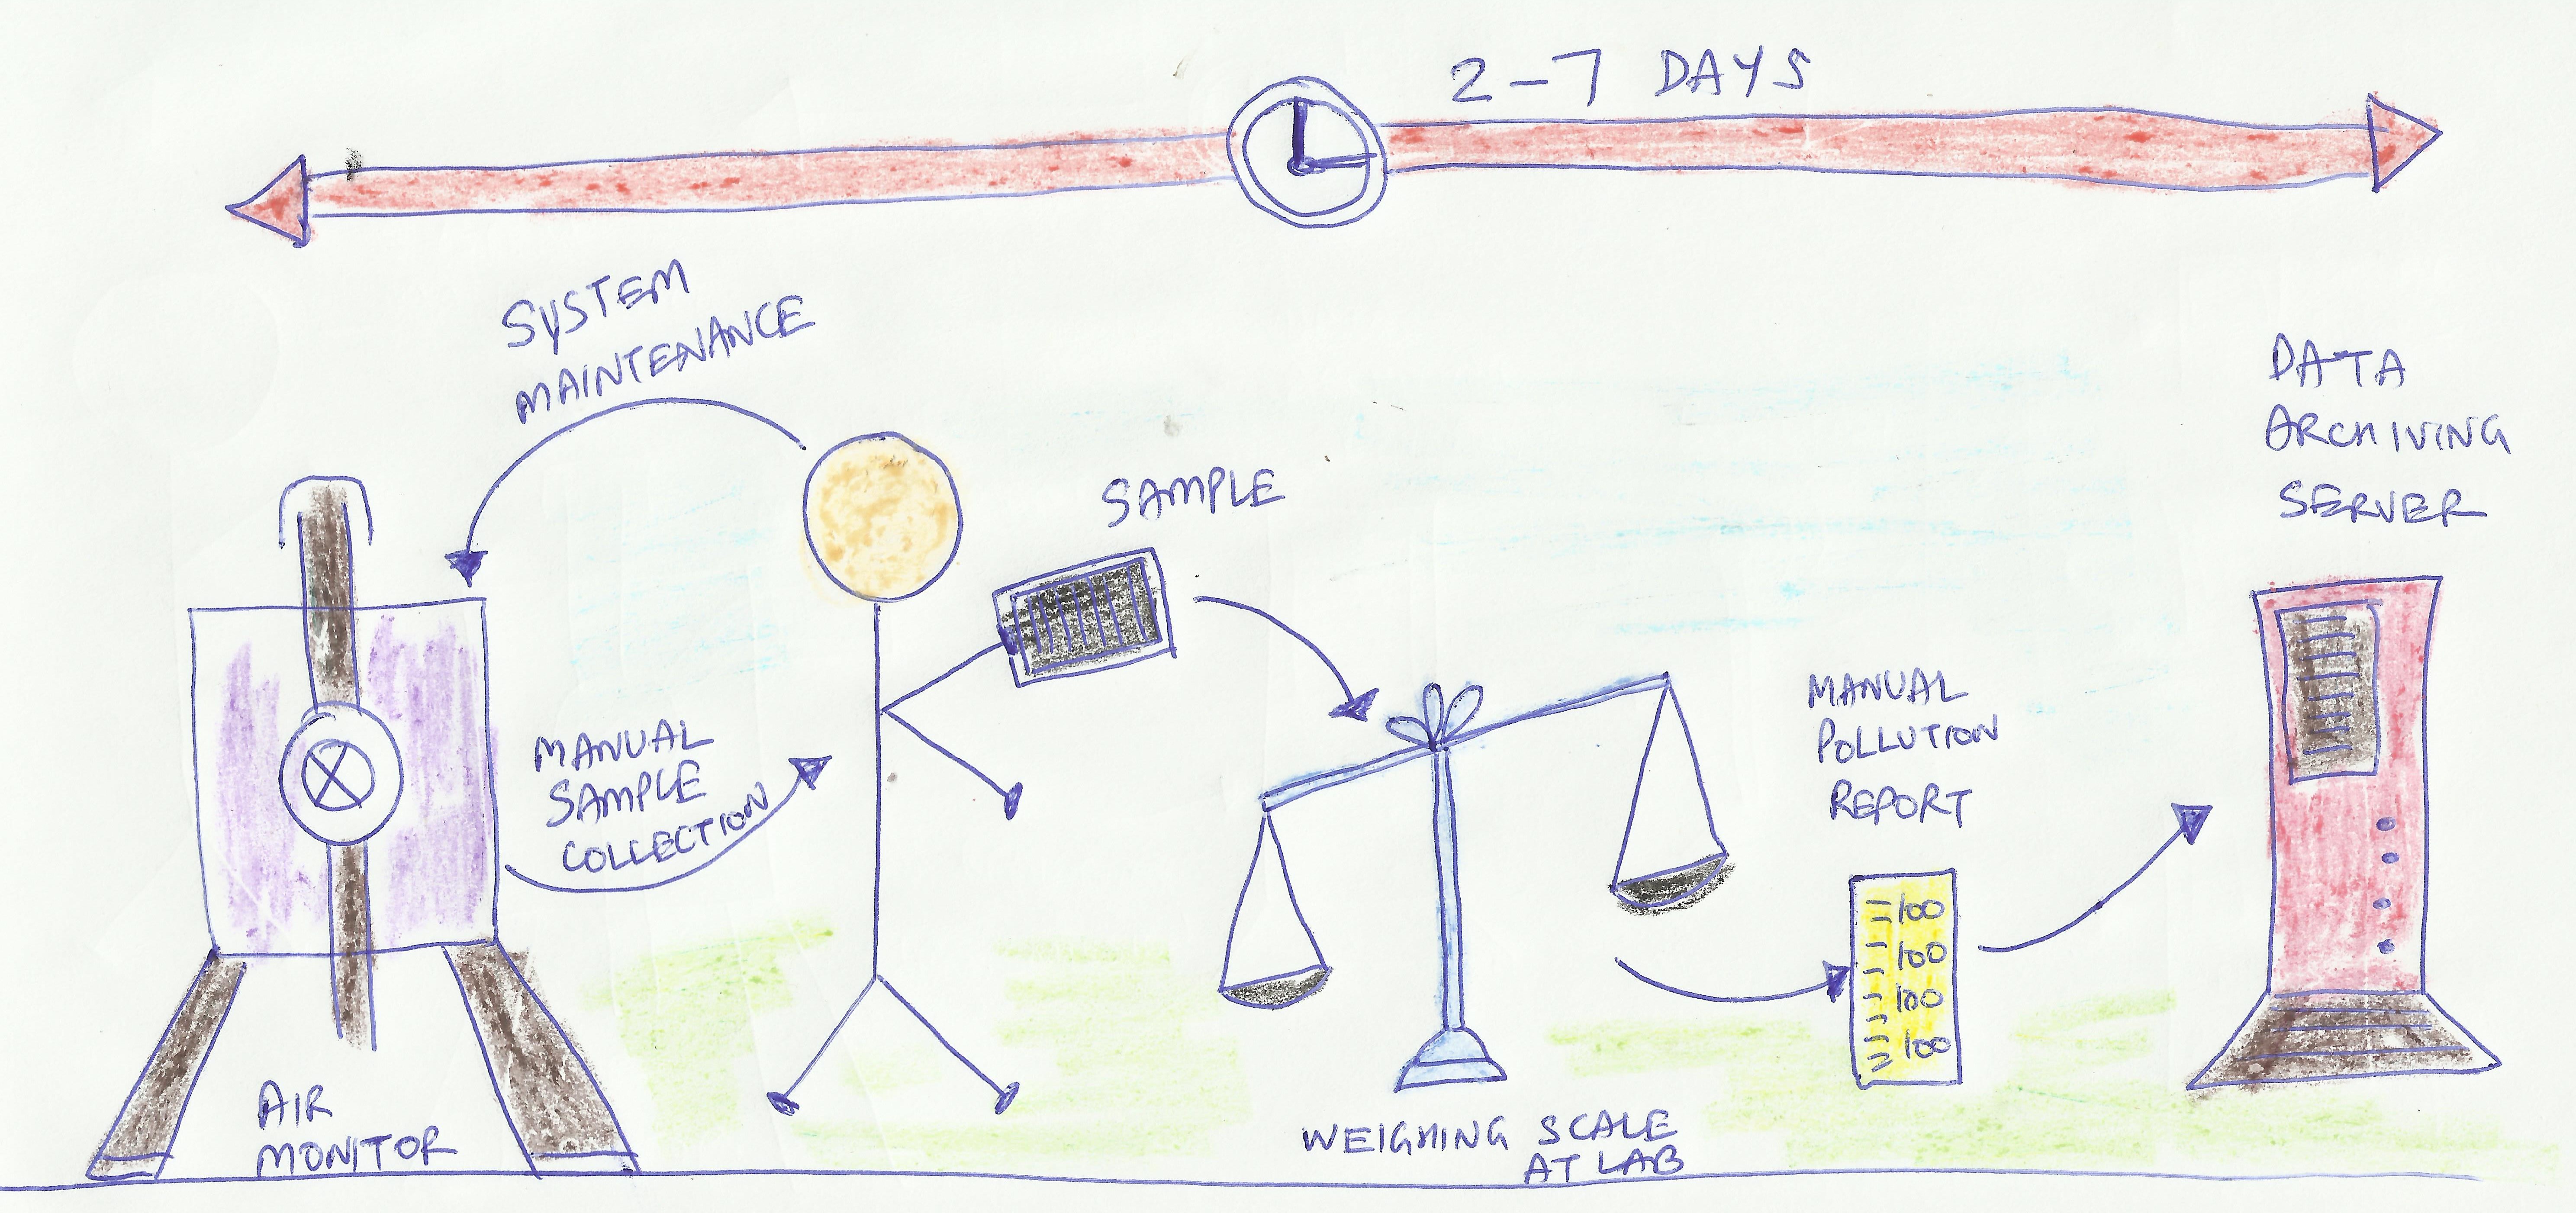 2-7 DAYS
SYSTEM
MAINTENANCE
DATA
ARCHIVING
SERVER
SAMPLE
MANUAL
SAMPLE
COLLECTION
MANUAL
POLLUTION
REPORT
100
100
100
100
AIR
MONITOR
WEIGHING SCALE
AT LAB